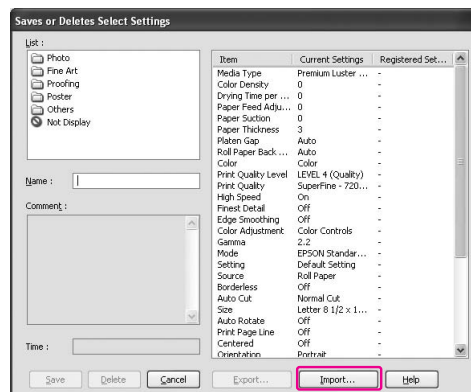 Saves or Deletes Select Settings
List :
Photo
Fine Art
Proofing
Poster
Others
Not Display
Name :
Comment :
Time :
Item Current Settings Registered Set...
Media Type Premium Luster ... -
Color Density 0 -
Drying Time per ... 0 -
Paper Feed Adju... 0 -
Paper Suction 0 -
Paper Thickness 3 -
Platen Gap Auto -
Roll Paper Back ... Auto -
Color Color -
Print Quality Level LEVEL 4 (Quality) -
Print Quality SuperFine - 720... -
High Speed On -
Finest Detail Off -
Edge Smoothing Off -
Color Adjustment Color Controls -
Gamma 2.2 -
Mode EPSON Standar... -
Setting Default Setting -
Source Roll Paper -
Borderless Off -
Auto Cut Normal Cut -
Size Letter 8 1/2 x 1... -
Auto Rotate Off -
Print Page Line Off -
Centered Off -
Orientation Portrait -
Save Delete Cancel Export... Import... Help